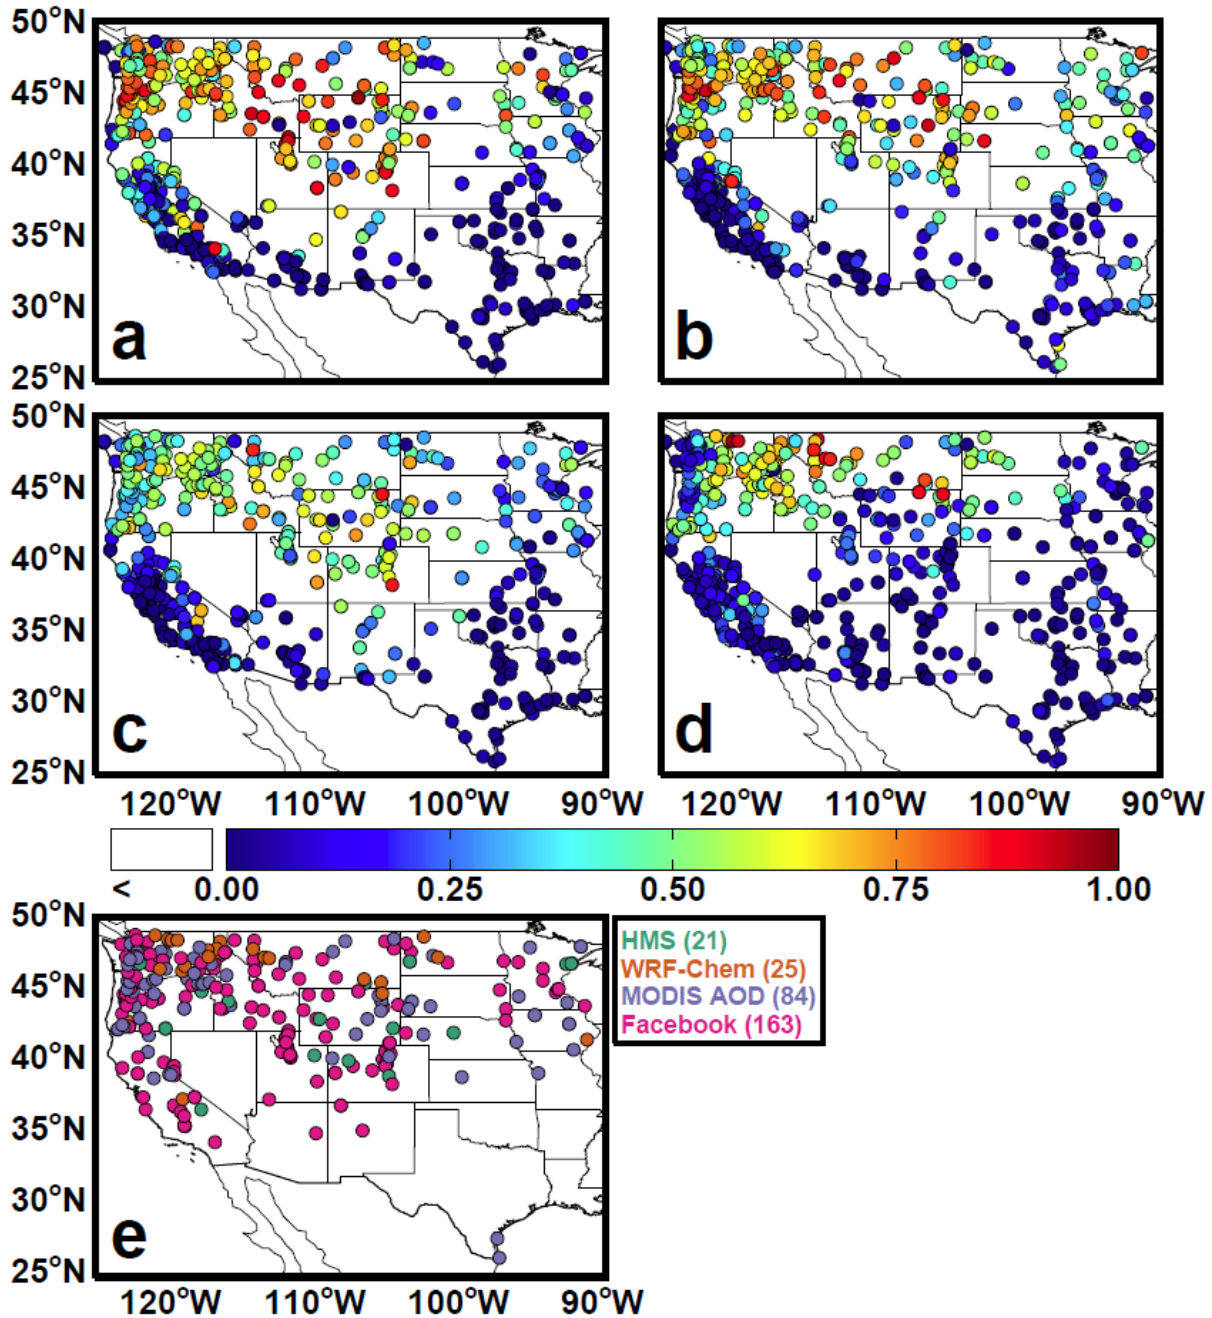 50°N
45°N
40°N
35°N
30°N
25°N
a
b
50°N
45°N
40°N
35°N
30°N
25°N
c
d
120°W 110°W 100°W 90°W 120°W 110°W 100°W 90°W
< 0.00 0.25 0.50 0.75 1.00
50°N
45°N
40°N
35°N
30°N
25°N
e
HMS (21)
WRF-Chem (25)
MODIS AOD (84)
Facebook (163)
120°W 110°W 100°W 90°W